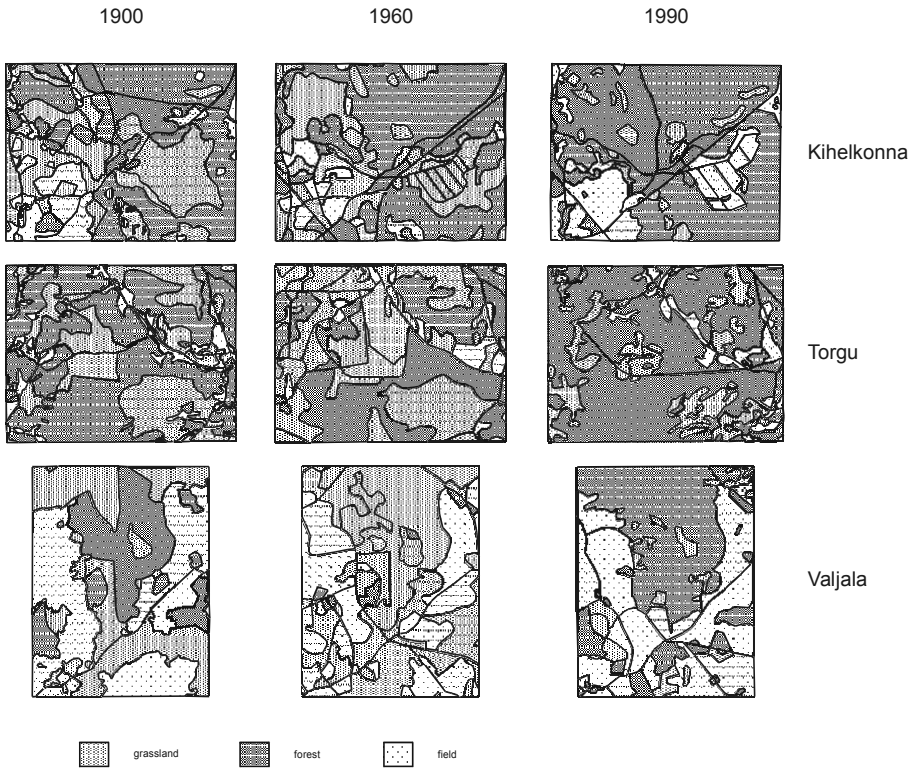 1900 1960 1990
Kihelkonna
Torgu
Valjala
grassland forest field